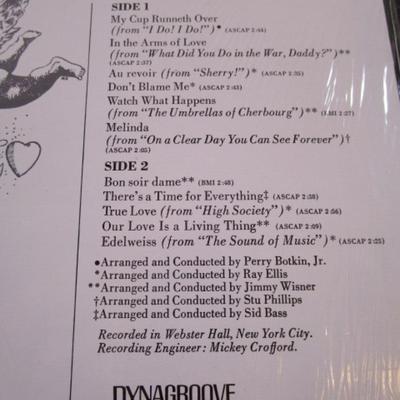 SIDE 1
My Cup Runneth Over
(from "I Do! I Do!")● (ASCAP 2:44)
In the Arms of Love
(from "What Did You Do in the War, Daddy?")**
(ASCAP 2:37)
Au revoir (from "Sherry!")* (ASCAP 2:35)
Don't Blame Me* (ASCAP 2:43)
Watch What Happens
(from "The Umbrellas of Cherbourg")** (BMI 2:27)
Melinda
(from "On a Clear Day You Can See Forever")†
(ASCAP 2:05)
SIDE 2
Bon soir dame** (BMI 2:48)
There's a Time for Everything‡ (ASCAP 2:38)
True Love (from "High Society")* (ASCAP 2:56)
Our Love Is a Living Thing** (ASCAP 2:09)
Edelweiss (from "The Sound of Music")* (ASCAP 2:25)
●Arranged and Conducted by Perry Botkin, Jr.
*Arranged and Conducted by Ray Ellis
**Arranged and Conducted by Jimmy Wisner
†Arranged and Conducted by Stu Phillips
‡Arranged and Conducted by Sid Bass
Recorded in Webster Hall, New York City.
Recording Engineer: Mickey Crofford.
DYNAGROOVE